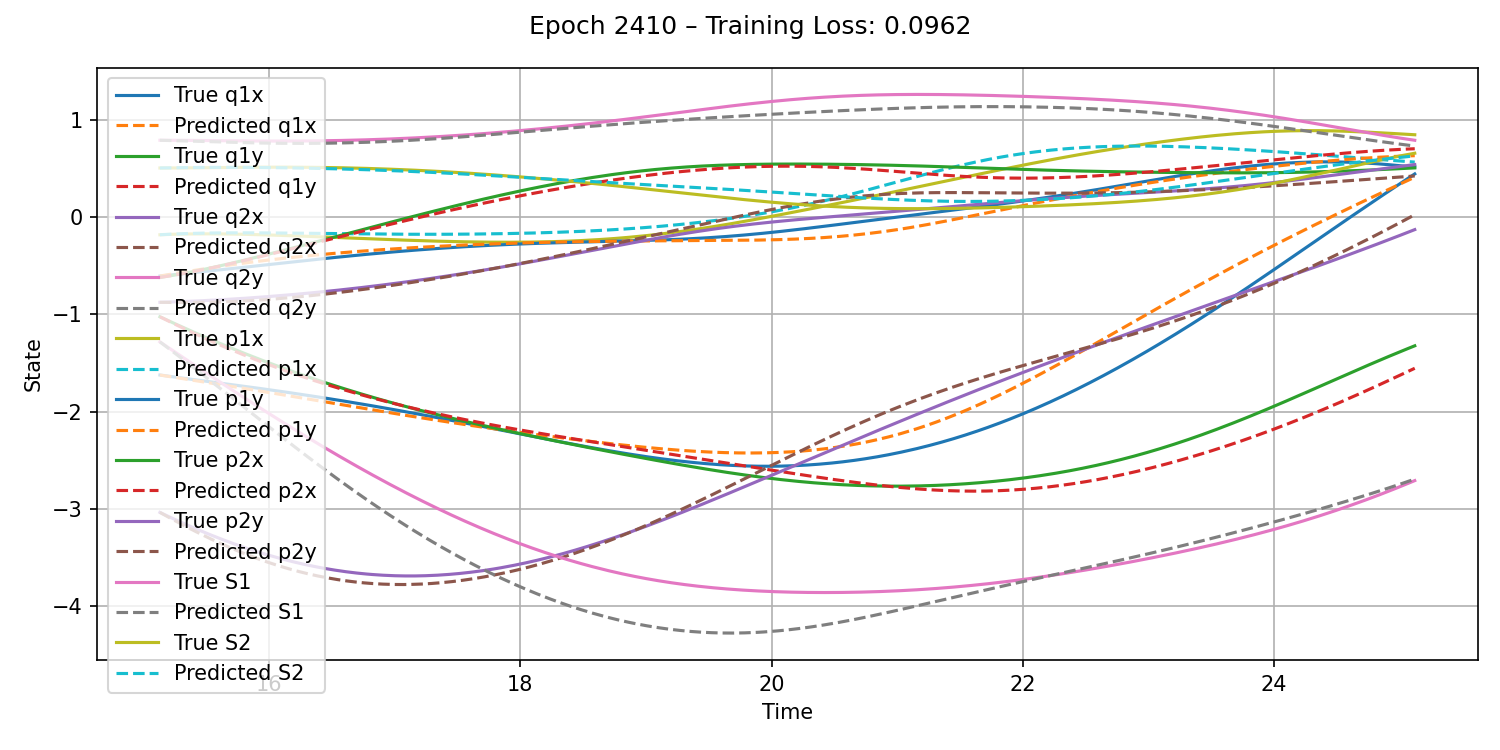 Epoch 2410 – Training Loss: 0.0962
True q1x
Predicted q1x
True q1y
Predicted q1y
True q2x
Predicted q2x
True q2y
Predicted q2y
True p1x
Predicted p1x
True p1y
Predicted p1y
True p2x
Predicted p2x
True p2y
Predicted p2y
True S1
Predicted S1
True S2
Predicted S2
1
0
−1
−2
−3
−4
State
16 18 20 22 24
Time